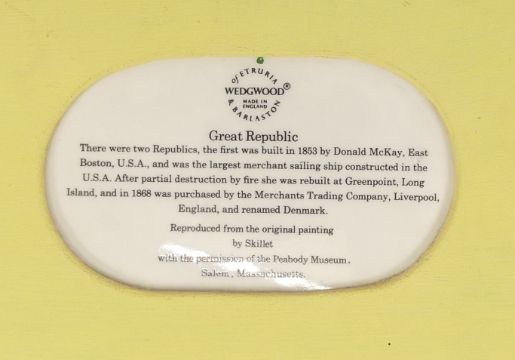 of ETRURIA
WEDGWOOD®
MADE IN
ENGLAND
& BARLASTON
Great Republic
There were two Republics, the first was built in 1853 by Donald McKay, East
Boston, U.S.A., and was the largest merchant sailing ship constructed in the
U.S.A. After partial destruction by fire she was rebuilt at Greenpoint, Long
Island, and in 1868 was purchased by the Merchants Trading Company, Liverpool,
England, and renamed Denmark.
Reproduced from the original painting
by Skillet
with the permission of the Peabody Museum.
Salem, Massachusetts.